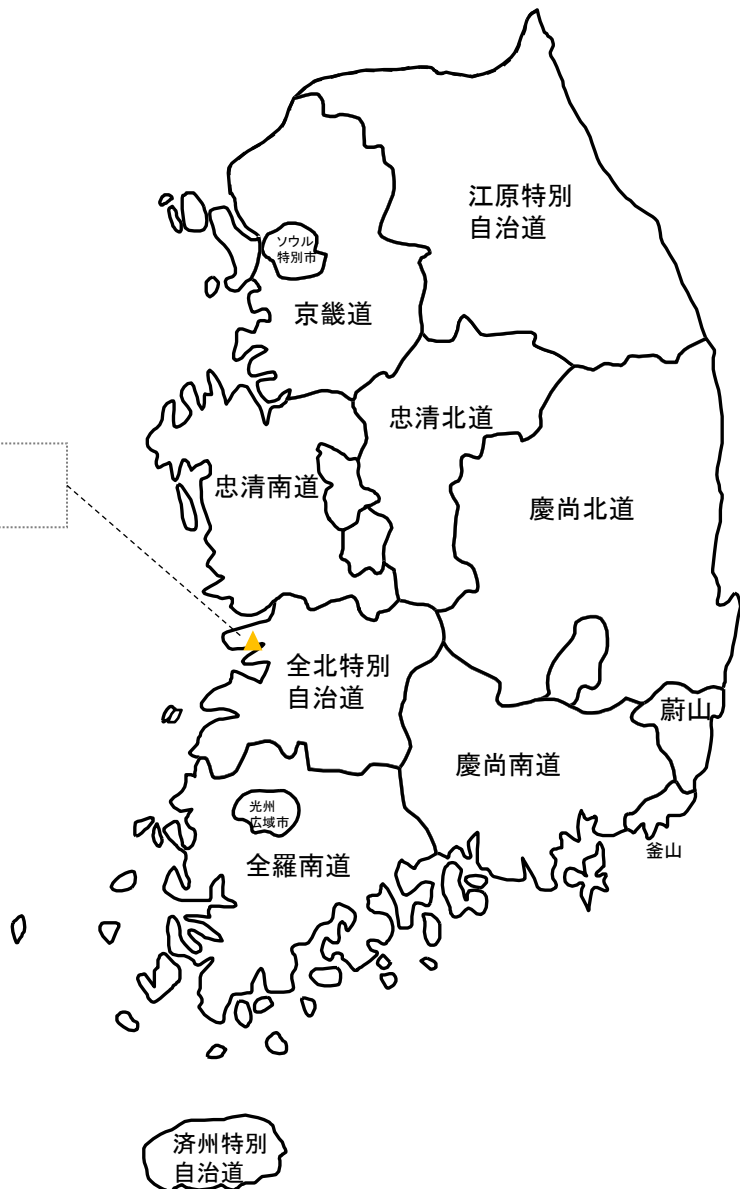 江原特別
自治道
ソウル
特別市
京畿道
忠清北道
忠清南道
慶尚北道
全北特別
自治道
蔚山
慶尚南道
光州
広域市
釜山
全羅南道
済州特別
自治道